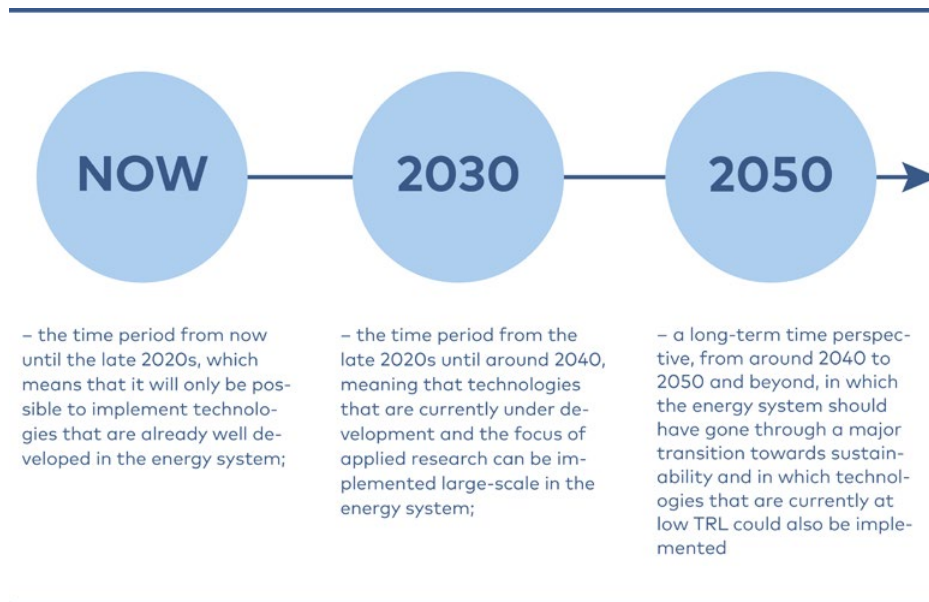 NOW
2030
2050
– the time period from now
until the late 2020s, which
means that it will only be pos-
sible to implement technolo-
gies that are already well de-
veloped in the energy system;
– the time period from the
late 2020s until around 2040,
meaning that technologies
that are currently under de-
velopment and the focus of
applied research can be im-
plemented large-scale in the
energy system;
– a long-term time perspec-
tive, from around 2040 to
2050 and beyond, in which
the energy system should
have gone through a major
transition towards sustain-
ability and in which technol-
ogies that are currently at
low TRL could also be imple-
mented